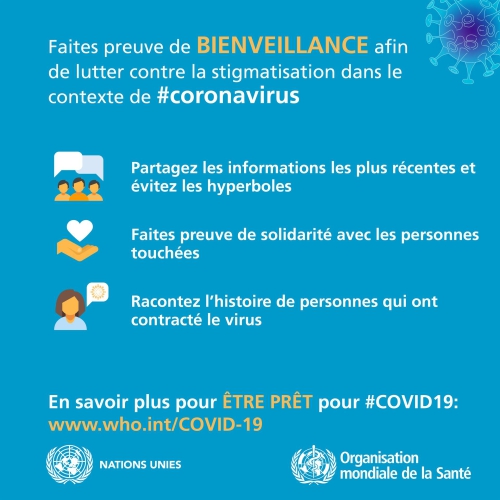 Faites preuve de BIENVEILLANCE afin
de lutter contre la stigmatisation dans le
contexte de #coronavirus
Partagez les informations les plus récentes et
évitez les hyperboles
Faites preuve de solidarité avec les personnes
touchées
Racontez l'histoire de personnes qui ont
contracté le virus
En savoir plus pour ÊTRE PRÊT pour #COVID19:
www.who.int/COVID-19
NATIONS UNIES
Organisation
mondiale de la Santé